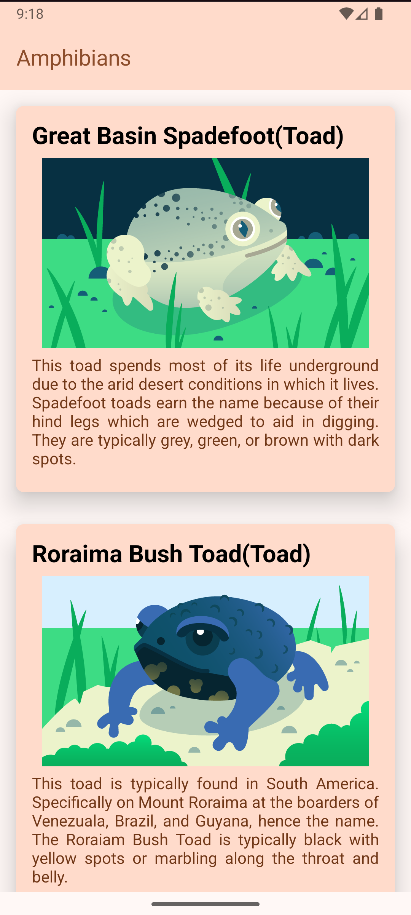 9:18
Amphibians
Great Basin Spadefoot(Toad)
This toad spends most of its life underground
due to the arid desert conditions in which it lives.
Spadefoot toads earn the name because of their
hind legs which are wedged to aid in digging.
They are typically grey, green, or brown with dark
spots.
Roraima Bush Toad(Toad)
This toad is typically found in South America.
Specifically on Mount Roraima at the boarders of
Venezuala, Brazil, and Guyana, hence the name.
The Roraiam Bush Toad is typically black with
yellow spots or marbling along the throat and
belly.